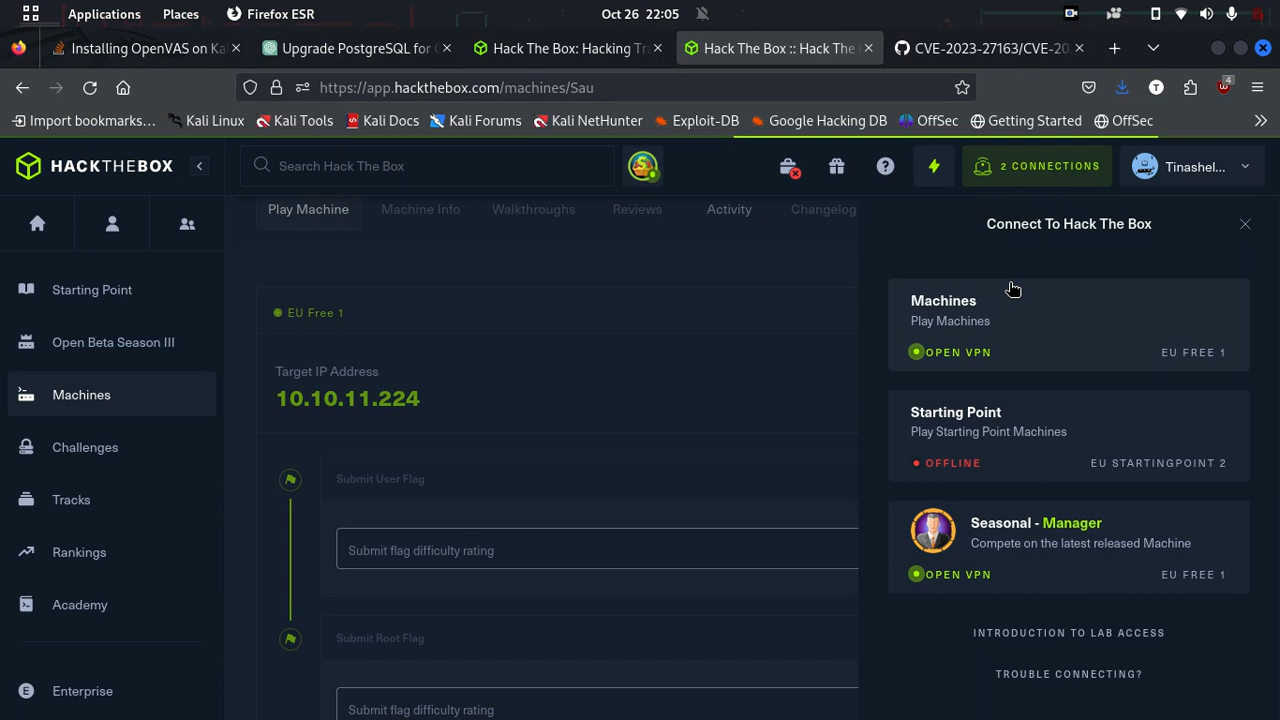 Applications Places Firefox ESR Oct 26 22:05
Installing OpenVAS on Ka Upgrade PostgreSQL for Hack The Box: Hacking Tr Hack The Box :: Hack The CVE-2023-27163/CVE-20
https://app.hackthebox.com/machines/Sau 4
Import bookmarks... Kali Linux Kali Tools Kali Docs Kali Forums Kali NetHunter Exploit-DB Google Hacking DB OffSec Getting Started OffSec
HACKTHEBOX Search Hack The Box 2 CONNECTIONS Tinashel...
Play Machine Machine Info Walkthroughs Reviews Activity Changelog
Starting Point
Open Beta Season III
Machines
Challenges
Tracks
Rankings
Academy
Enterprise
EU Free 1
Target IP Address
10.10.11.224
Submit User Flag
Submit flag difficulty rating
Submit Root Flag
Submit flag difficulty rating
Connect To Hack The Box
Machines
Play Machines
OPEN VPN EU FREE 1
Starting Point
Play Starting Point Machines
OFFLINE EU STARTINGPOINT 2
Seasonal - Manager
Compete on the latest released Machine
OPEN VPN EU FREE 1
INTRODUCTION TO LAB ACCESS
TROUBLE CONNECTING?